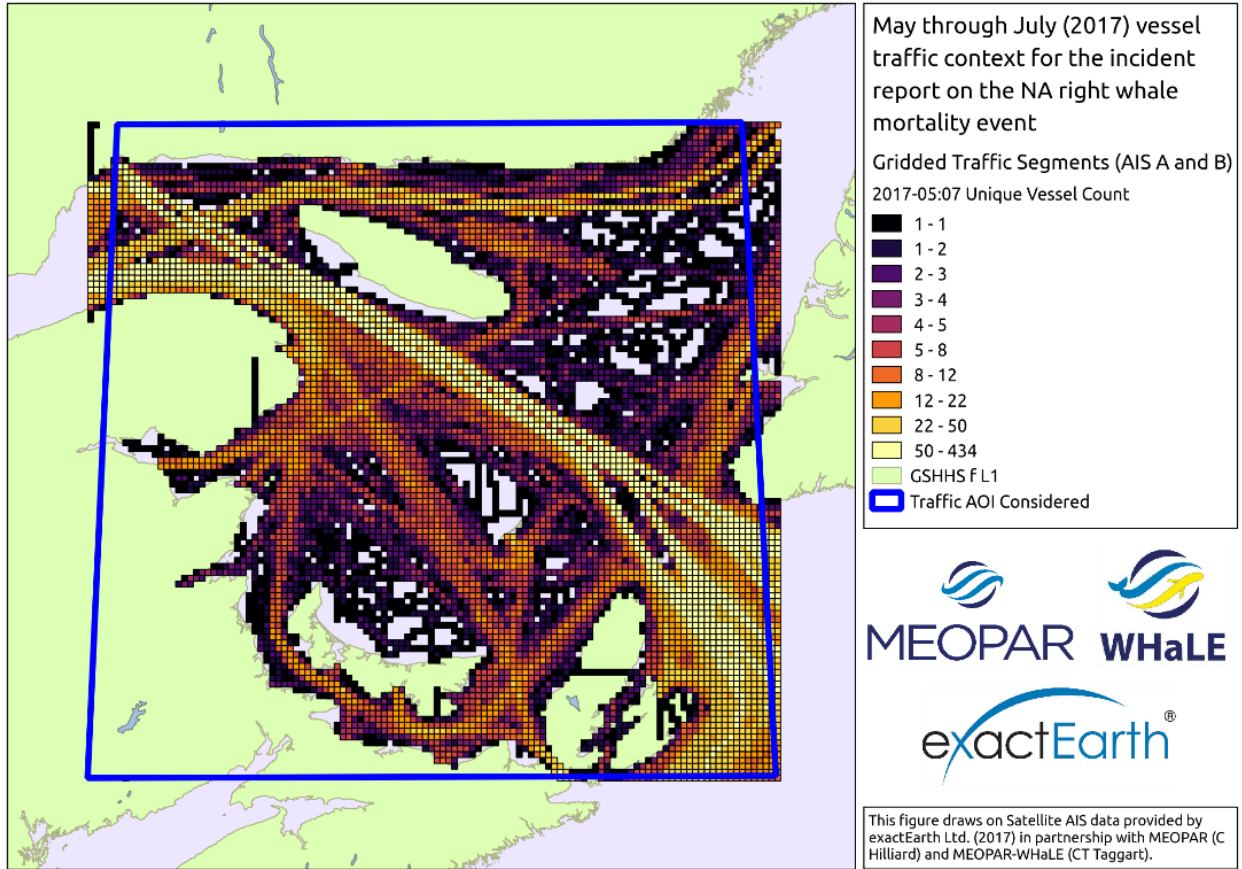 May through July (2017) vessel
traffic context for the incident
report on the NA right whale
mortality event
Gridded Traffic Segments (AIS A and B)
2017-05:07 Unique Vessel Count
1 - 1
1 - 2
2 - 3
3 - 4
4 - 5
5 - 8
8 - 12
12 - 22
22 - 50
50 - 434
GSHHS f L1
Traffic AOI Considered
MEOPAR
WHaLE
exactEarth®
This figure draws on Satellite AIS data provided by
exactEarth Ltd. (2017) in partnership with MEOPAR (C
Hilliard) and MEOPAR-WHaLE (CT Taggart).